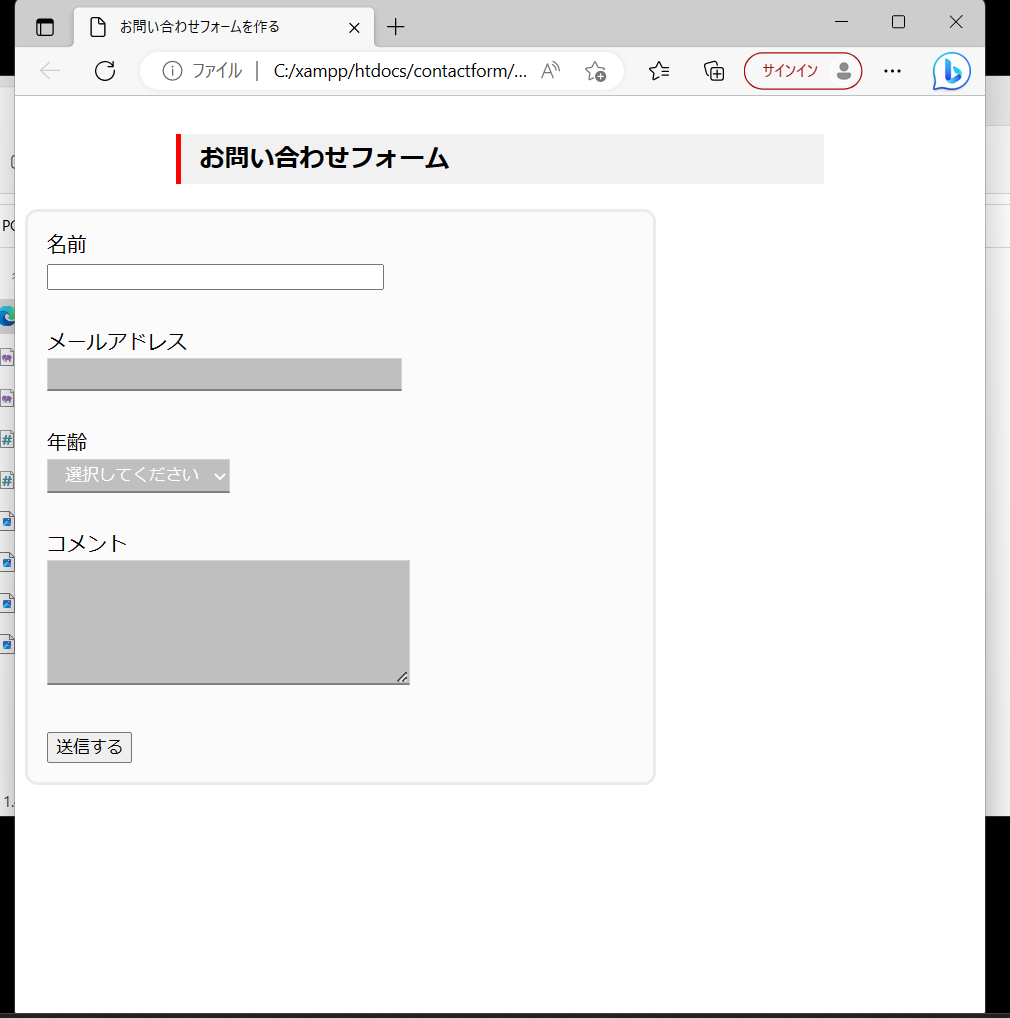 お問い合わせフォームを作る
ファイル | C:/xampp/htdocs/contactform/...
サインイン
お問い合わせフォーム
名前
メールアドレス
年齢
選択してください
コメント
送信する